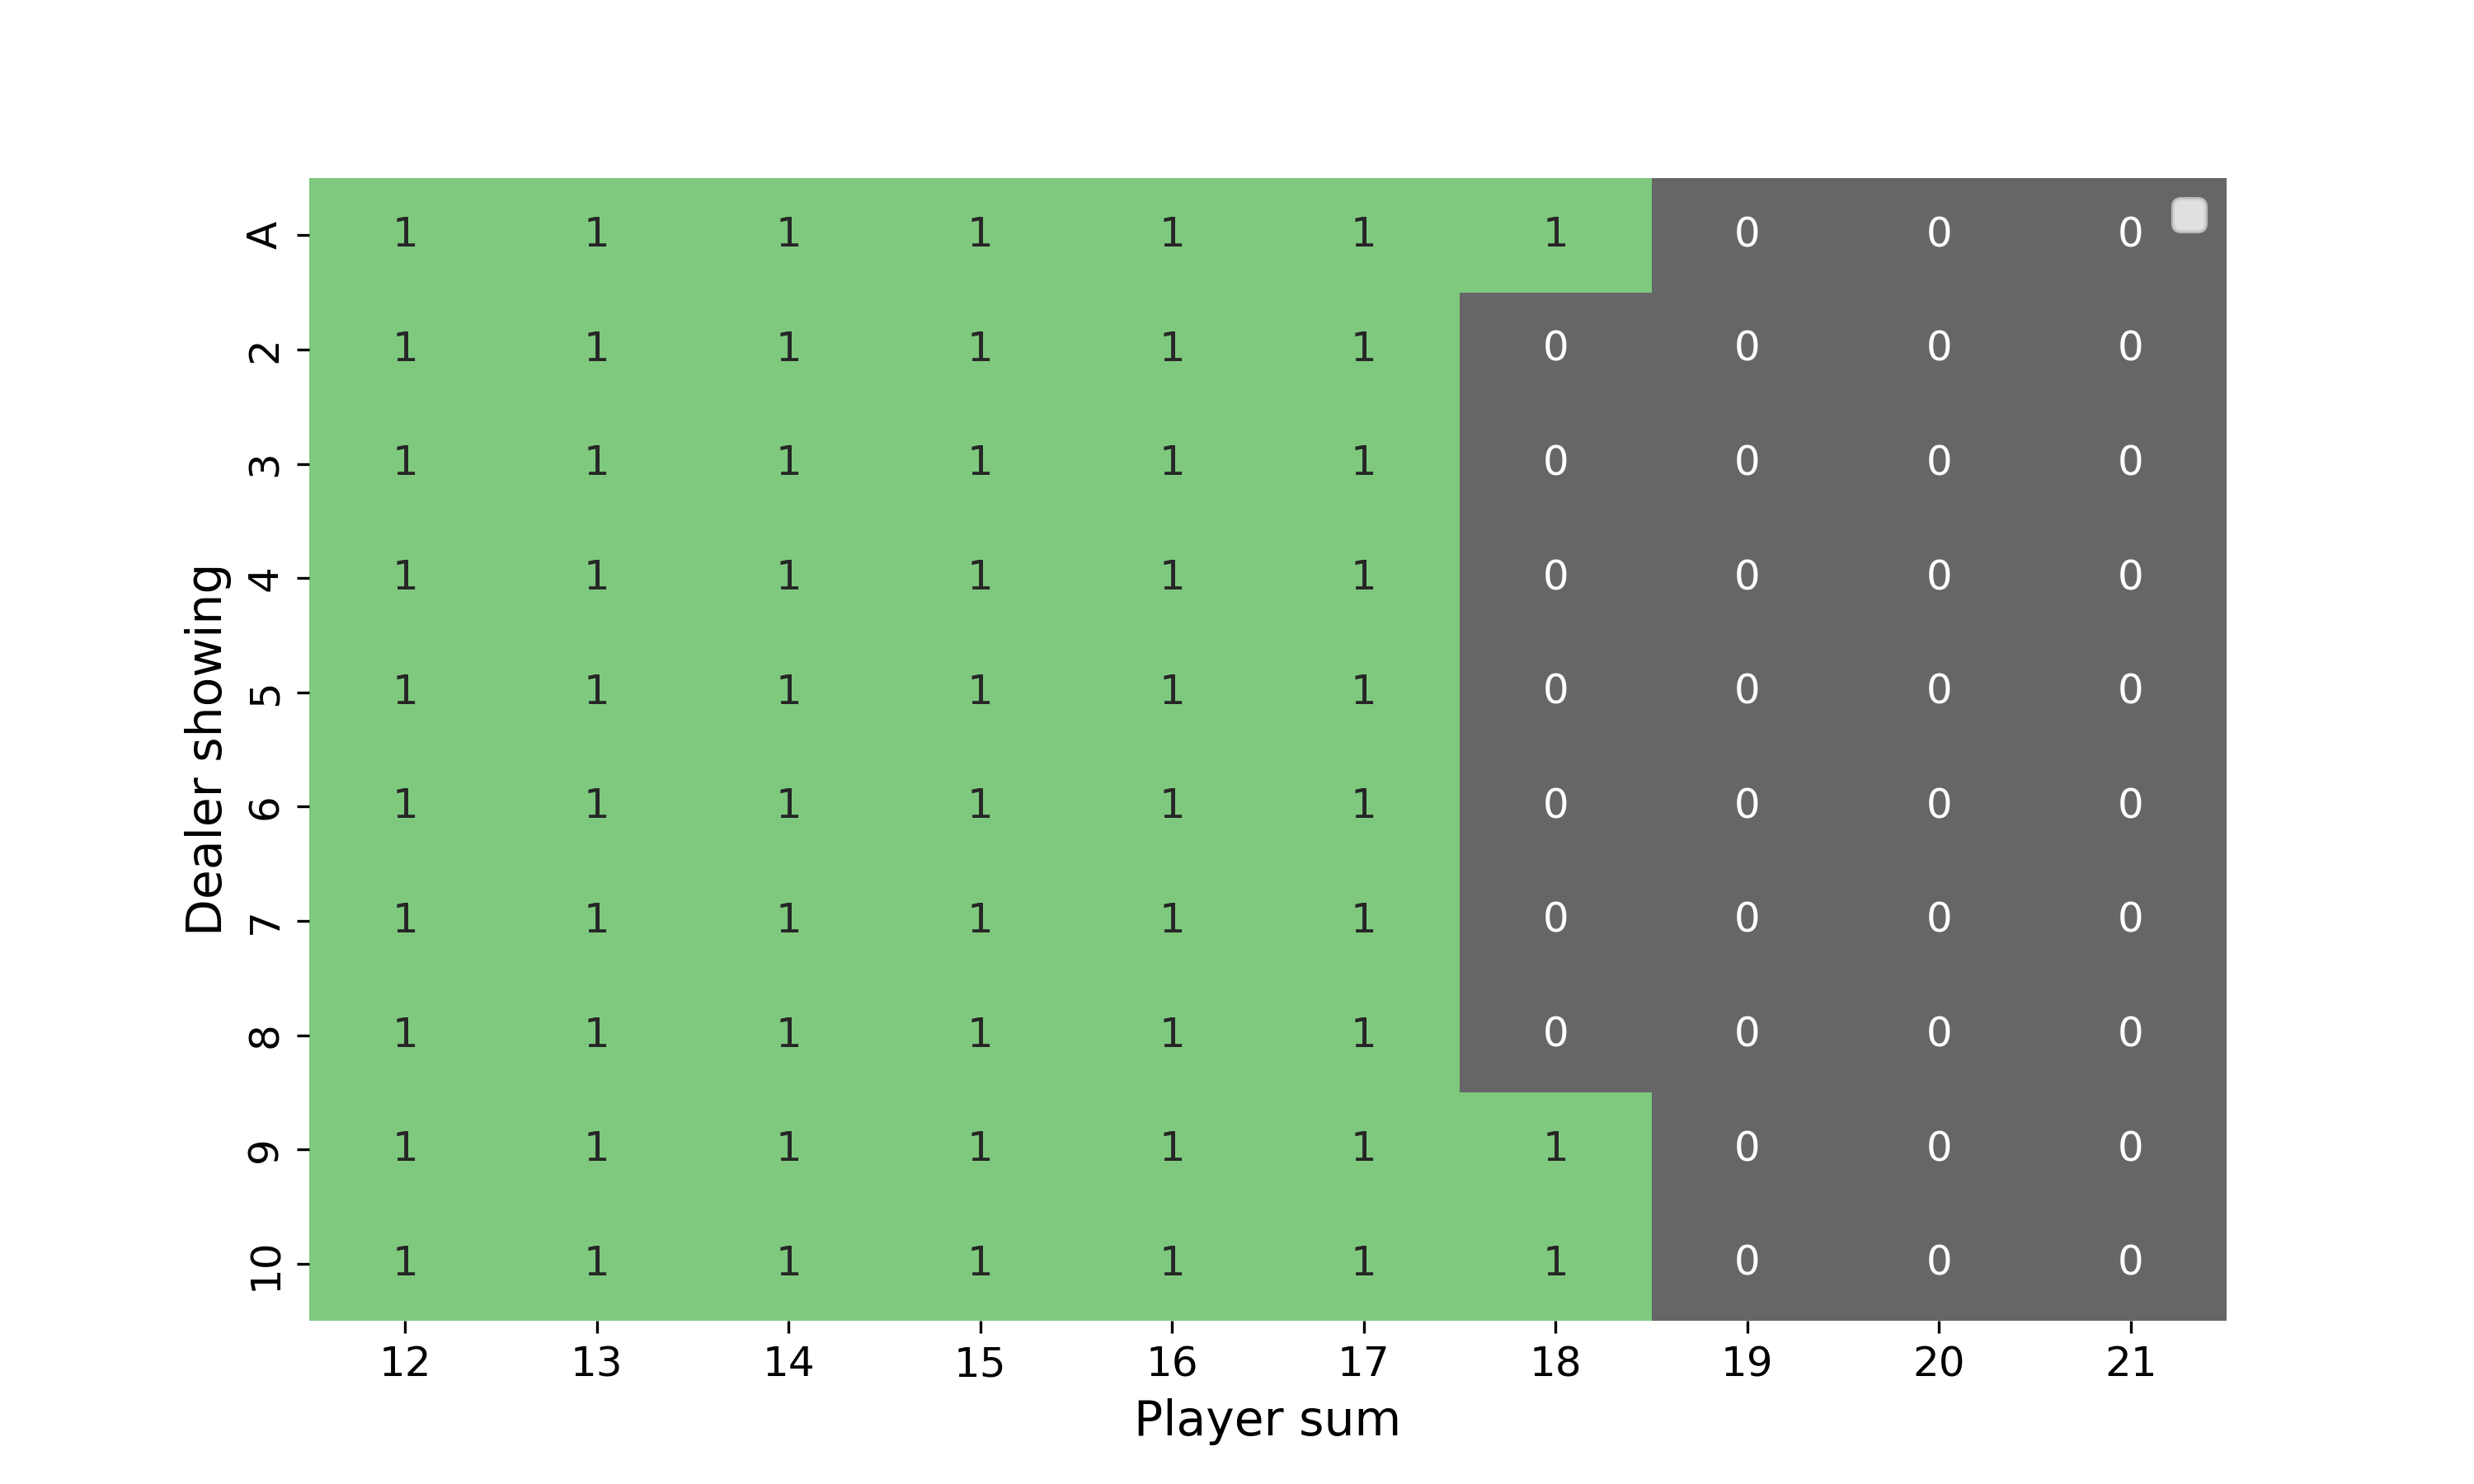 A 1 1 1 1 1 1 1 0 0 0
2 1 1 1 1 1 1 0 0 0 0
3 1 1 1 1 1 1 0 0 0 0
4 1 1 1 1 1 1 0 0 0 0
5 1 1 1 1 1 1 0 0 0 0
6 1 1 1 1 1 1 0 0 0 0
7 1 1 1 1 1 1 0 0 0 0
8 1 1 1 1 1 1 0 0 0 0
9 1 1 1 1 1 1 1 0 0 0
10 1 1 1 1 1 1 1 0 0 0
Dealer showing
12 13 14 15 16 17 18 19 20 21
Player sum